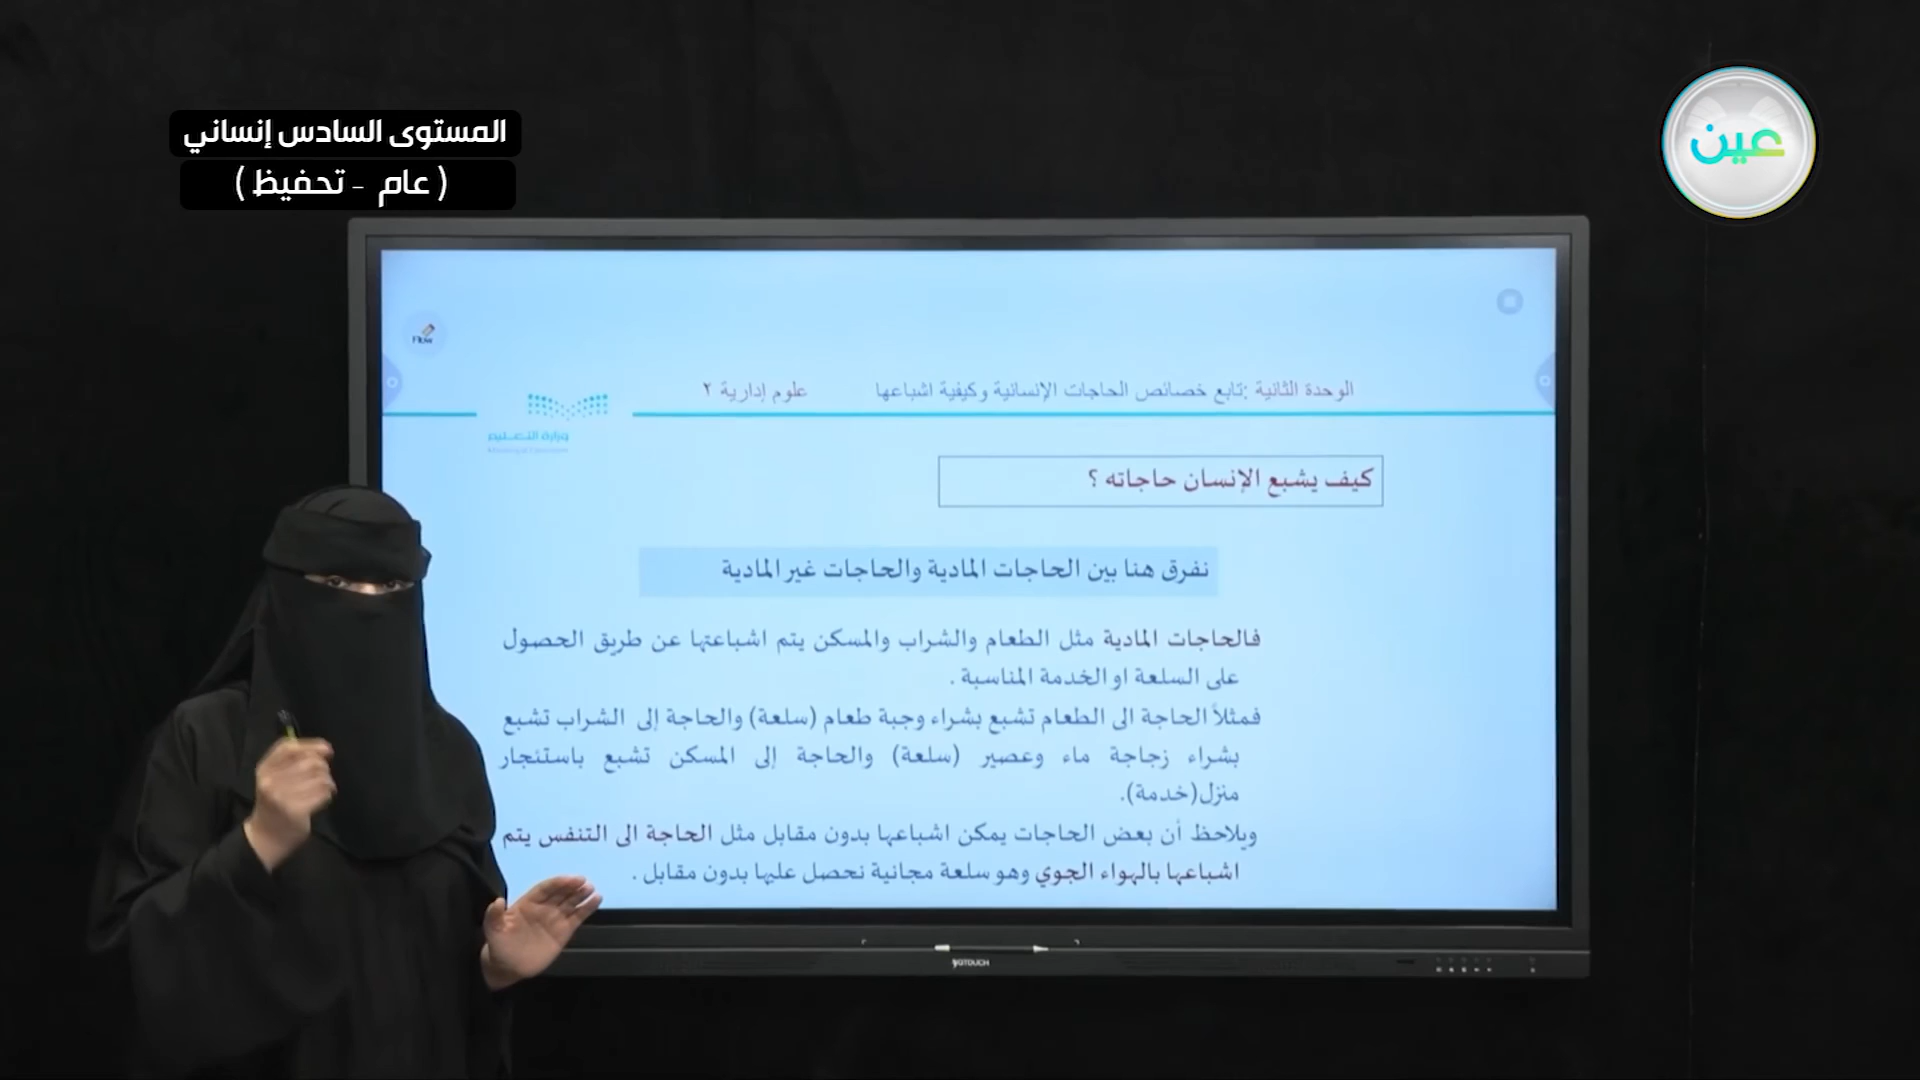 المستوى السادس إنساني
( عام - تحفيظ )
عين
Flow
الوحدة الثانية :تابع خصائص الحاجات الإنسانية وكيفية اشباعها
علوم إدارية ٢
وزارة التعليم
كيف يشبع الإنسان حاجاته ؟
نفرق هنا بين الحاجات المادية والحاجات غير المادية
فالحاجات المادية مثل الطعام والشراب والمسكن يتم اشباعتها عن طريق الحصول
على السلعة او الخدمة المناسبة .
فمثلاً الحاجة الى الطعام تشبع بشراء وجبة طعام (سلعة) والحاجة إلى الشراب تشبع
بشراء زجاجة ماء وعصير (سلعة) والحاجة إلى المسكن تشبع باستئجار
منزل(خدمة).
ويلاحظ أن بعض الحاجات يمكن اشباعها بدون مقابل مثل الحاجة الى التنفس يتم
اشباعها بالهواء الجوي وهو سلعة مجانية نحصل عليها بدون مقابل .